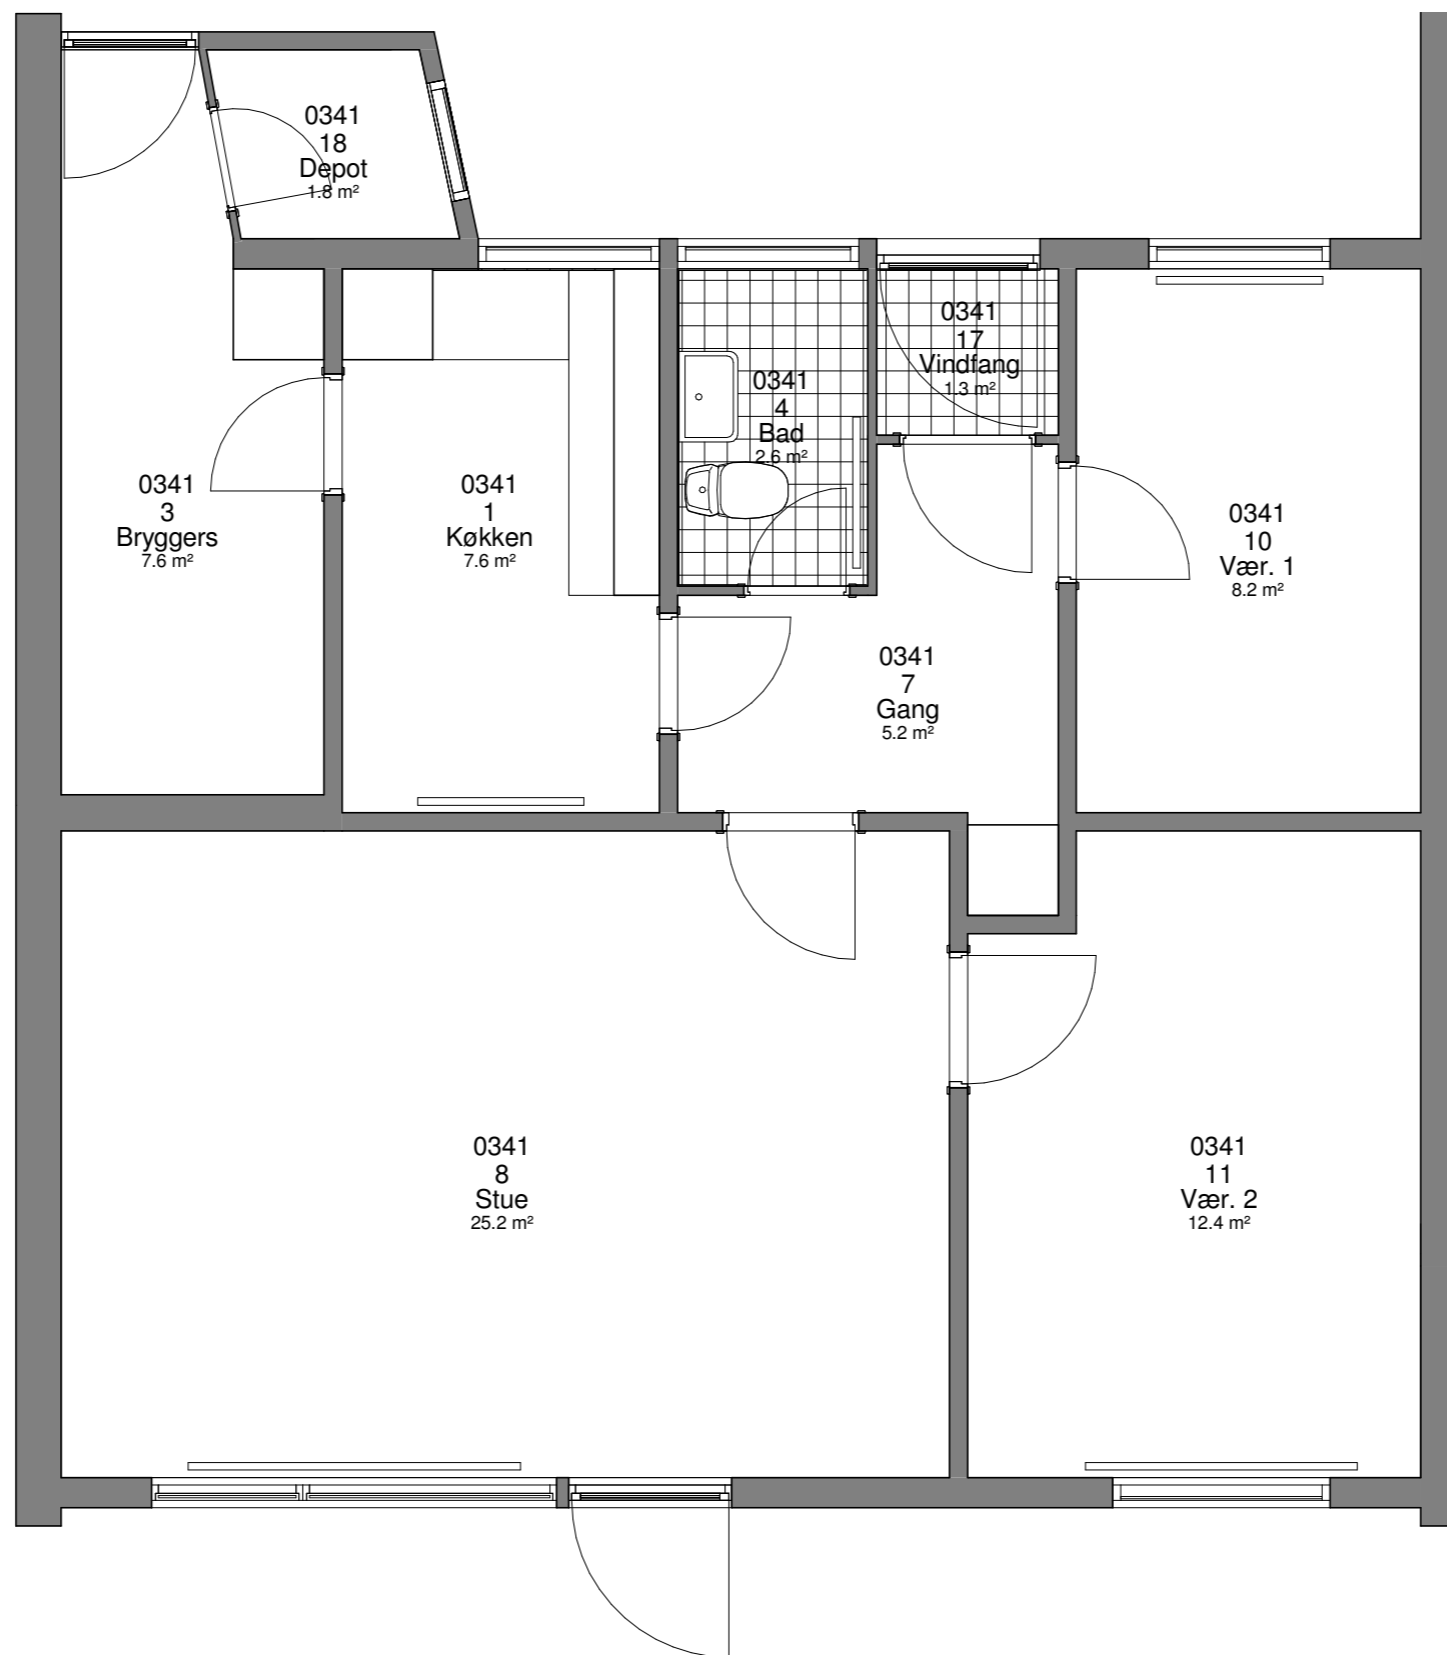 0341
18
Depot
1.8 m²
0341
17
Vindfang
1.3 m²
0341
4
Bad
2.6 m²
0341
3
Bryggers
7.6 m²
0341
1
Køkken
7.6 m²
0341
10
Vær. 1
8.2 m²
0341
7
Gang
5.2 m²
0341
8
Stue
25.2 m²
0341
11
Vær. 2
12.4 m²